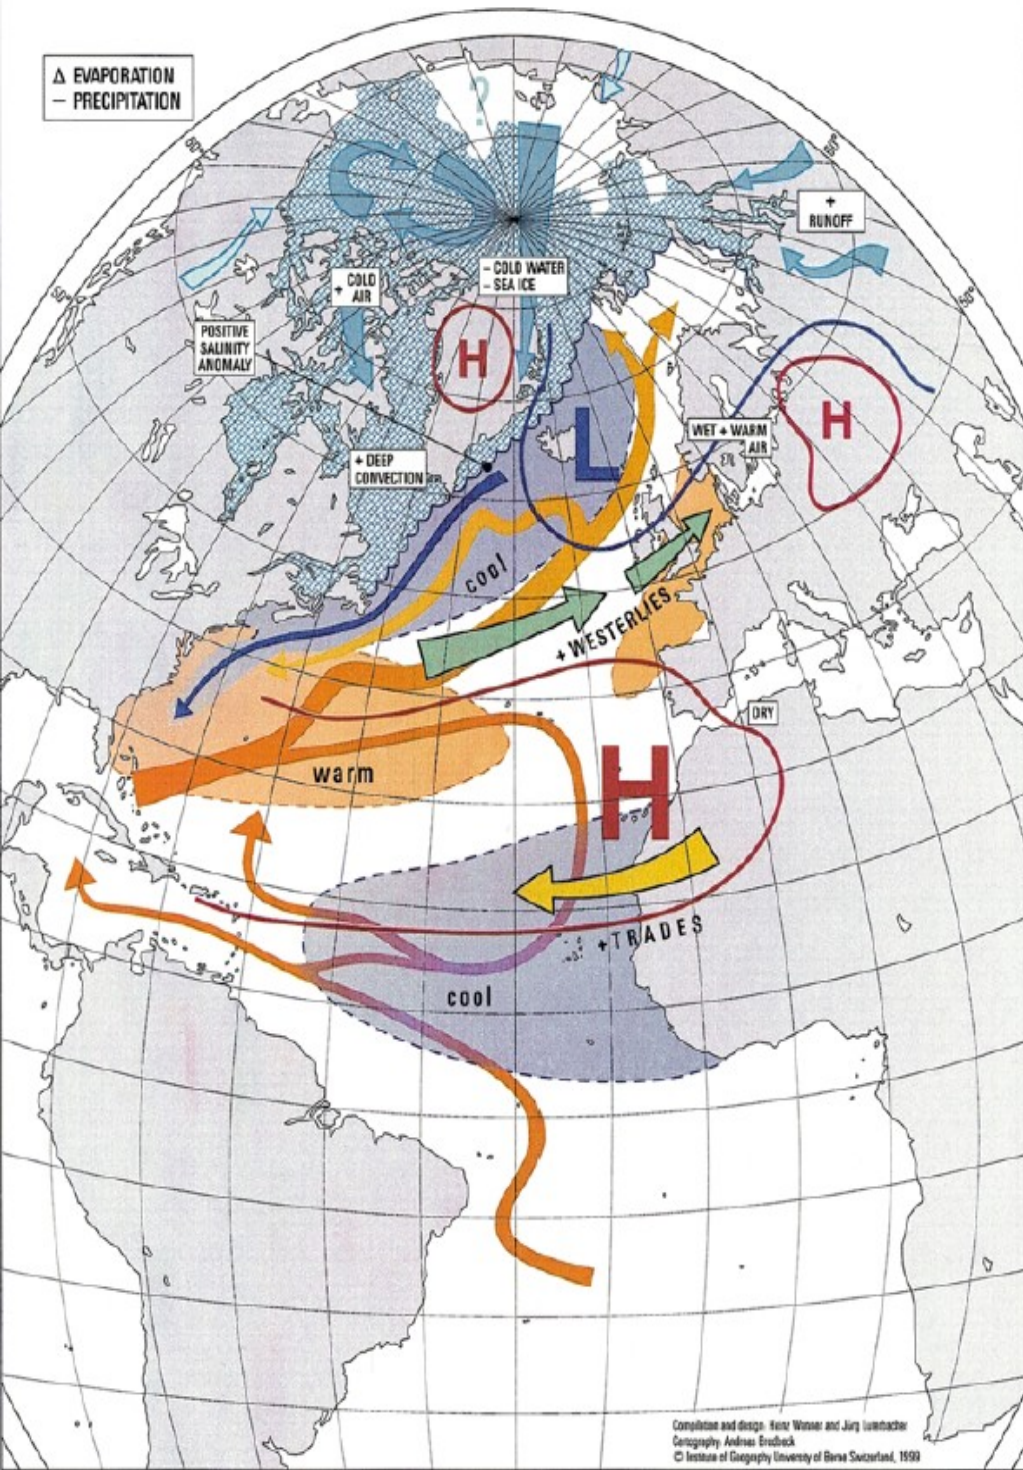 Δ EVAPORATION
– PRECIPITATION
?
60°
60°
+
RUNOFF
– COLD WATER
– SEA ICE
+ COLD
AIR
POSITIVE
SALINITY
ANOMALY
H
L
H
WET + WARM
AIR
+ DEEP
CONVECTION
cool
+WESTERLIES
DRY
warm
H
+TRADES
cool
Compilation and design: Heinz Wanner and Jürg Luterbacher
Cartography: Andreas Brodbeck
© Institute of Geography University of Berne Switzerland, 1999